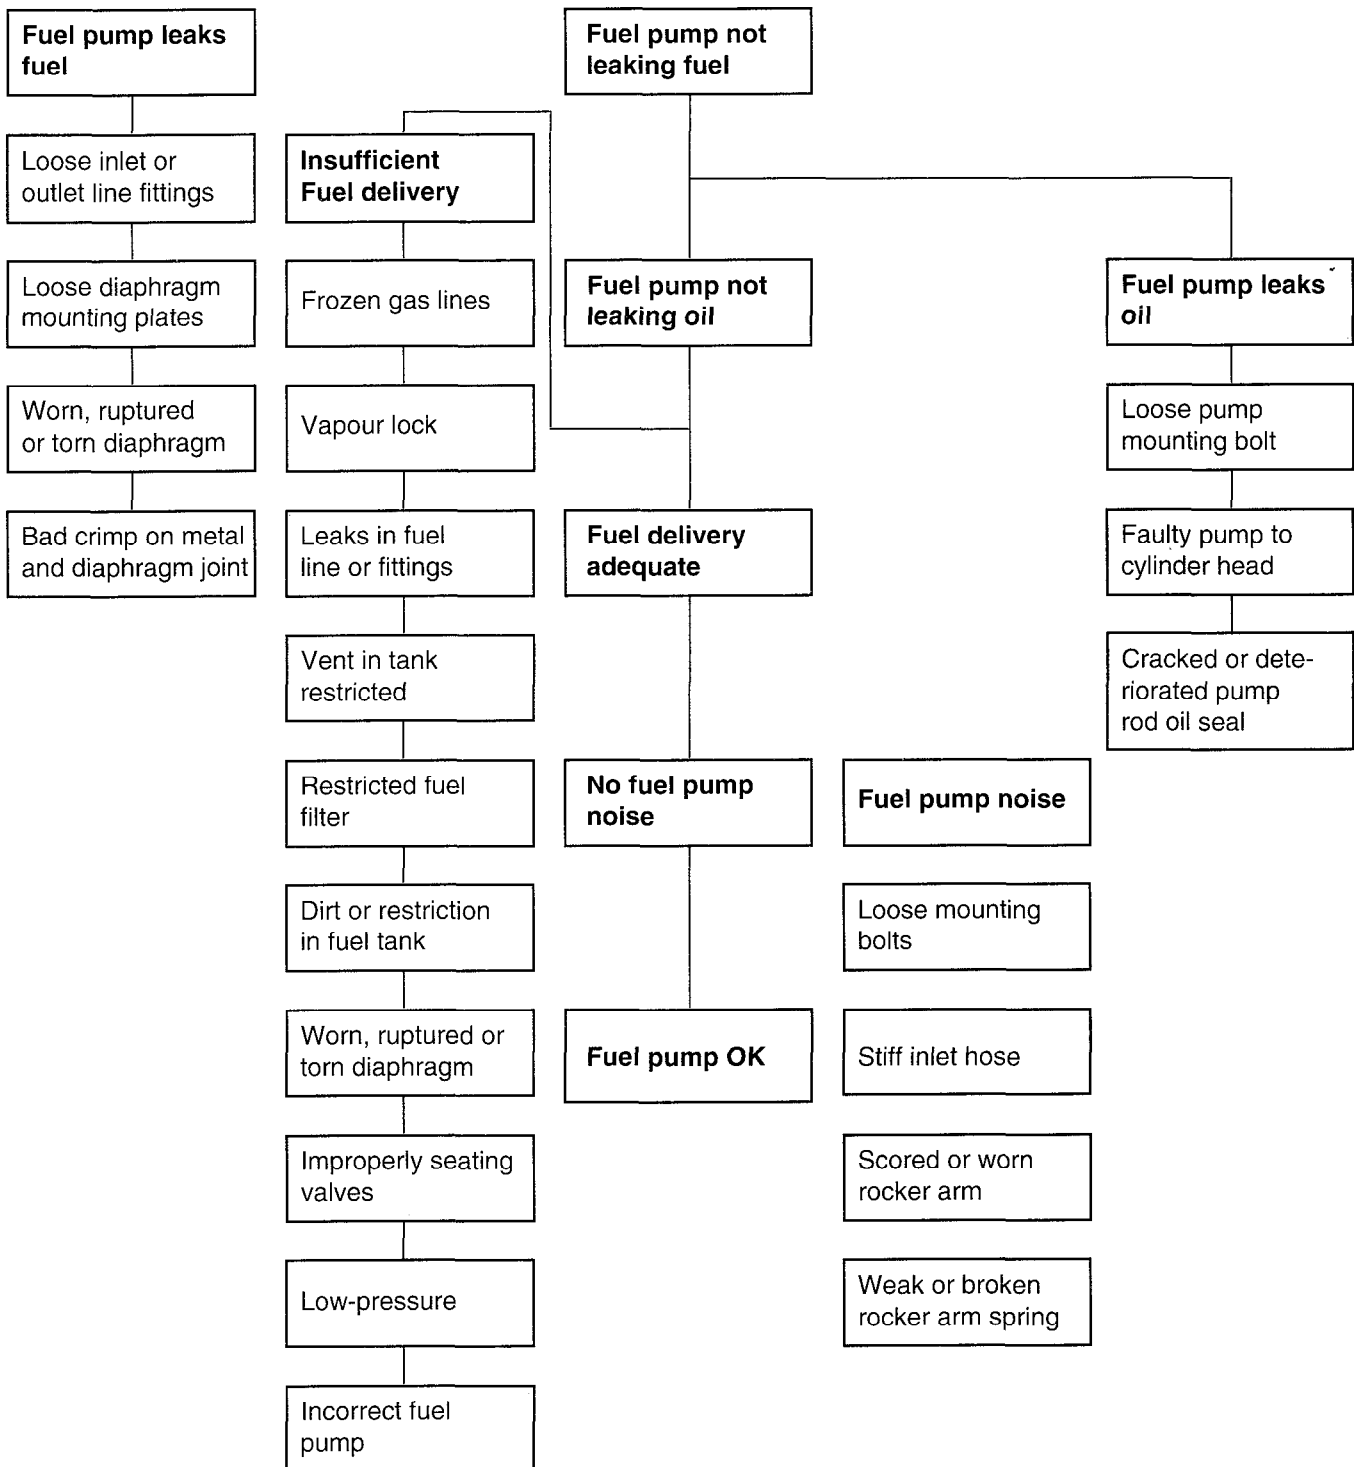 Fuel pump leaks
fuel
Loose inlet or
outlet line fittings
Loose diaphragm
mounting plates
Worn, ruptured
or torn diaphragm
Bad crimp on metal
and diaphragm joint
Insufficient
Fuel delivery
Frozen gas lines
Vapour lock
Leaks in fuel
line or fittings
Vent in tank
restricted
Restricted fuel
filter
Dirt or restriction
in fuel tank
Worn, ruptured or
torn diaphragm
Improperly seating
valves
Low-pressure
Incorrect fuel
pump
Fuel pump not
leaking fuel
Fuel pump not
leaking oil
Fuel delivery
adequate
No fuel pump
noise
Fuel pump OK
Fuel pump noise
Loose mounting
bolts
Stiff inlet hose
Scored or worn
rocker arm
Weak or broken
rocker arm spring
Fuel pump leaks
oil
Loose pump
mounting bolt
Faulty pump to
cylinder head
Cracked or dete-
riorated pump
rod oil seal